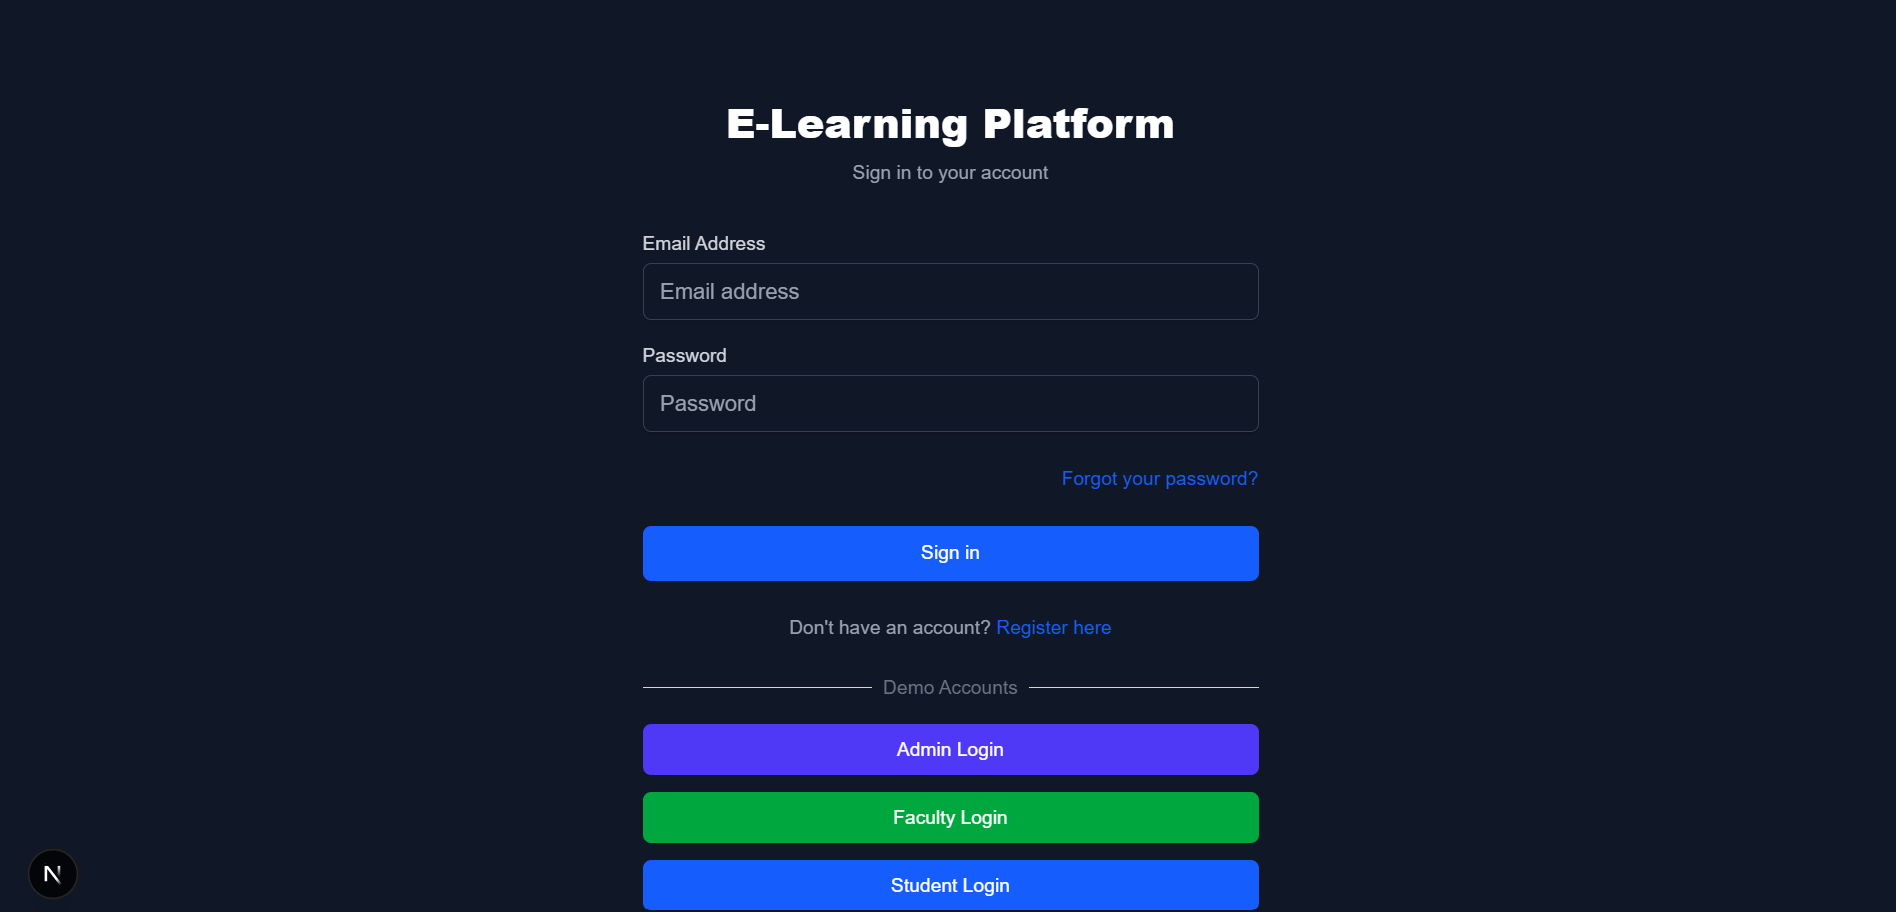 E-Learning Platform
Sign in to your account
Email Address
Email address
Password
Password
Forgot your password?
Sign in
Don't have an account? Register here
Demo Accounts
Admin Login
Faculty Login
Student Login
N